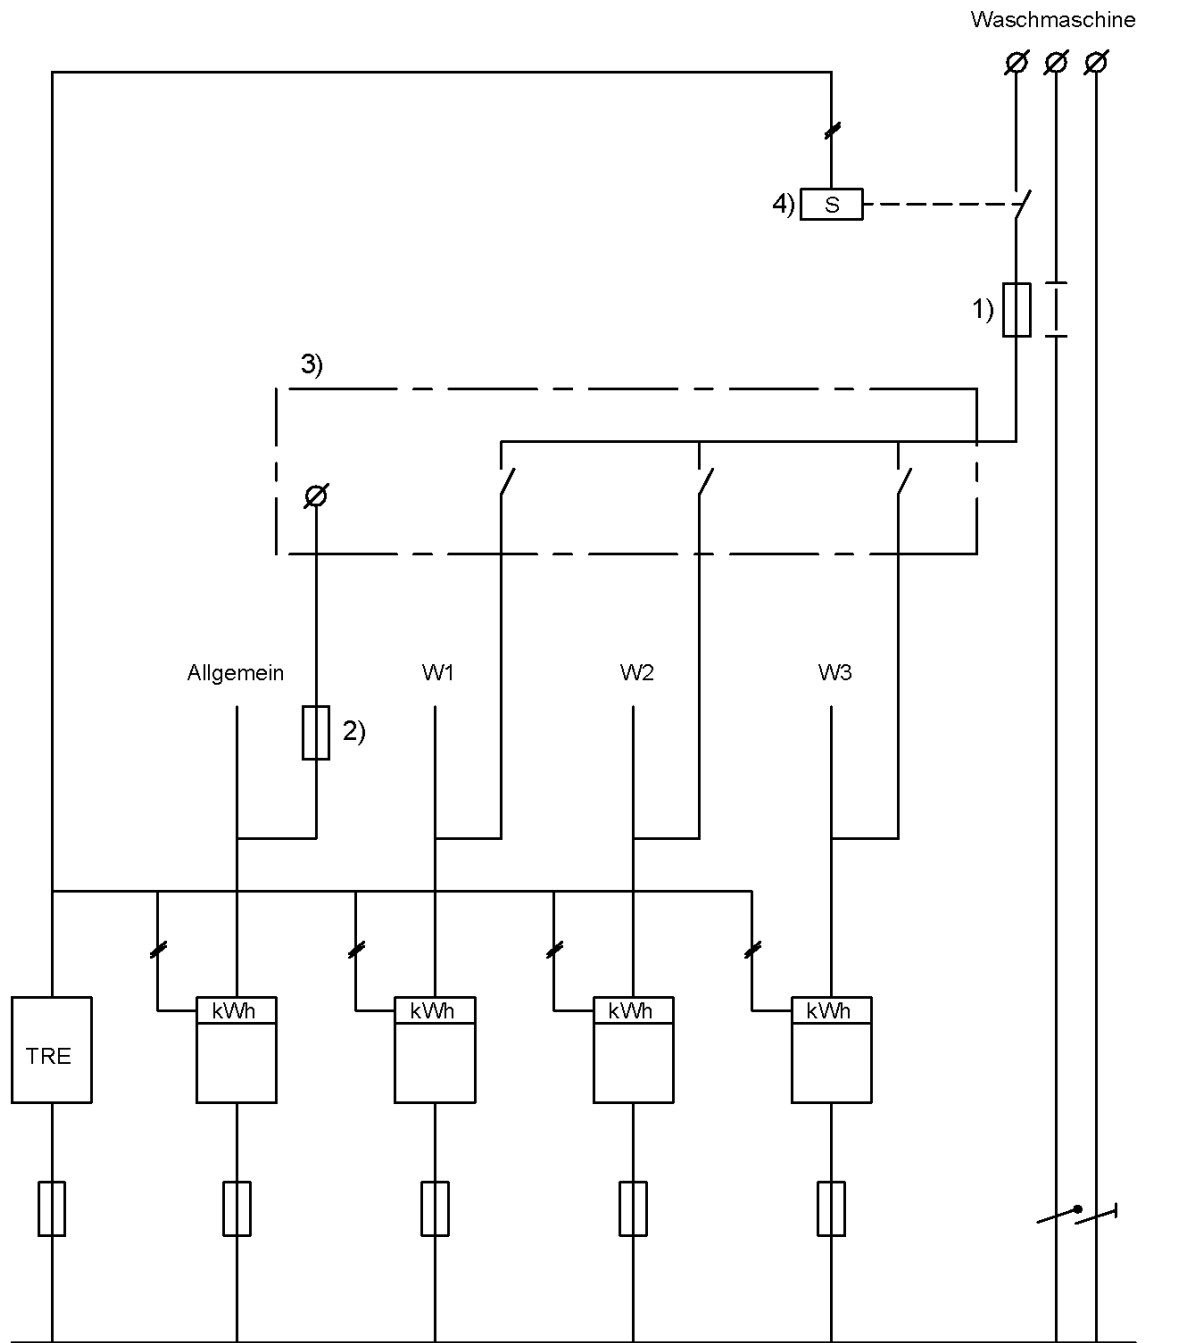 Waschmaschine
4)
S
1)
3)
Allgemein
W1
W2
W3
2)
kWh
kWh
kWh
kWh
TRE